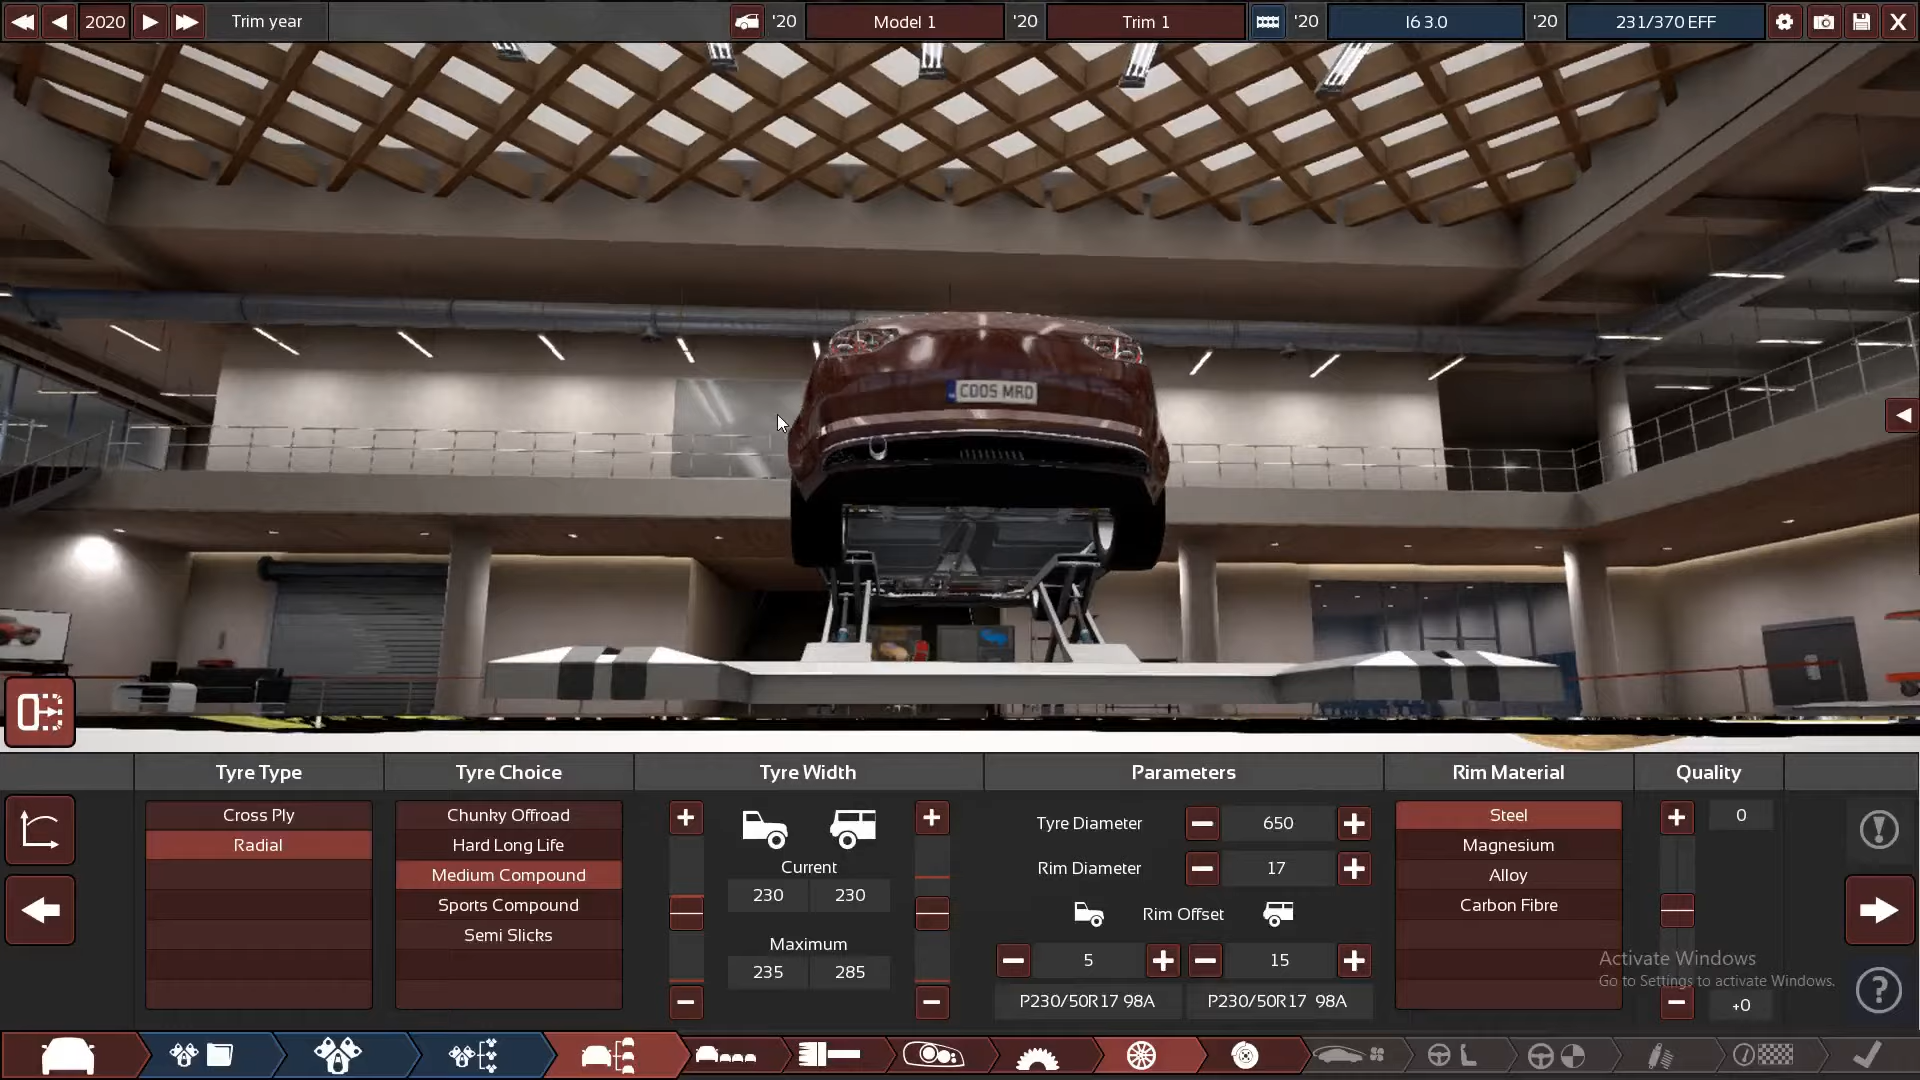 2020 Trim year '20 Model 1 '20 Trim 1 '20 I6 3.0 '20 231/370 EFF
COOS MRD
Tyre Type Tyre Choice Tyre Width Parameters Rim Material Quality
Cross Ply
Radial
Chunky Offroad
Hard Long Life
Medium Compound
Sports Compound
Semi Slicks
Current
230 230
Maximum
235 285
Tyre Diameter 650
Rim Diameter 17
Rim Offset
5 15
P230/50R17 98A P230/50R17 98A
Steel
Magnesium
Alloy
Carbon Fibre
0
+0
Activate Windows
Go to Settings to activate Windows.